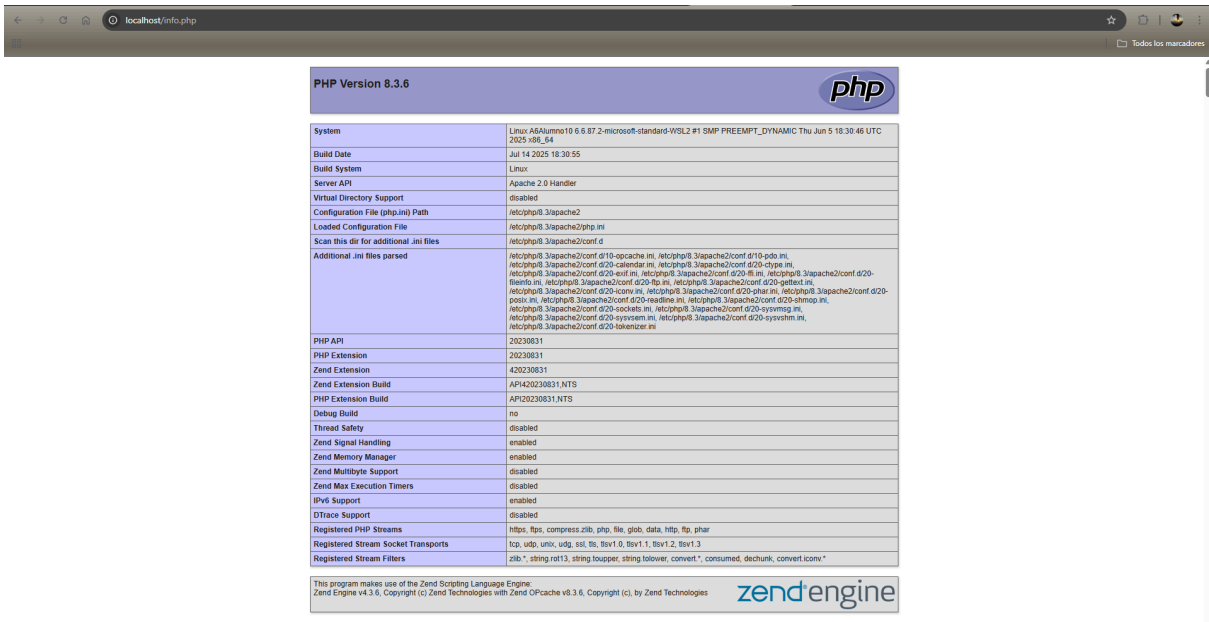 localhost/info.php
Todos los marcadores
PHP Version 8.3.6
php
System
Linux A6Alumno10 6.6.87.2-microsoft-standard-WSL2 #1 SMP PREEMPT_DYNAMIC Thu Jun 5 18:30:46 UTC
2025 x86_64
Build Date
Jul 14 2025 18:30:55
Build System
Linux
Server API
Apache 2.0 Handler
Virtual Directory Support
disabled
Configuration File (php.ini) Path
/etc/php/8.3/apache2
Loaded Configuration File
/etc/php/8.3/apache2/php.ini
Scan this dir for additional .ini files
/etc/php/8.3/apache2/conf.d
Additional .ini files parsed
/etc/php/8.3/apache2/conf.d/10-opcache.ini, /etc/php/8.3/apache2/conf.d/10-pdo.ini,
/etc/php/8.3/apache2/conf.d/20-calendar.ini, /etc/php/8.3/apache2/conf.d/20-ctype.ini,
/etc/php/8.3/apache2/conf.d/20-exif.ini, /etc/php/8.3/apache2/conf.d/20-ffi.ini, /etc/php/8.3/apache2/conf.d/20-
fileinfo.ini, /etc/php/8.3/apache2/conf.d/20-ftp.ini, /etc/php/8.3/apache2/conf.d/20-gettext.ini,
/etc/php/8.3/apache2/conf.d/20-iconv.ini, /etc/php/8.3/apache2/conf.d/20-phar.ini, /etc/php/8.3/apache2/conf.d/20-
posix.ini, /etc/php/8.3/apache2/conf.d/20-readline.ini, /etc/php/8.3/apache2/conf.d/20-shmop.ini,
/etc/php/8.3/apache2/conf.d/20-sockets.ini, /etc/php/8.3/apache2/conf.d/20-sysvmsg.ini,
/etc/php/8.3/apache2/conf.d/20-sysvsem.ini, /etc/php/8.3/apache2/conf.d/20-sysvshm.ini,
/etc/php/8.3/apache2/conf.d/20-tokenizer.ini
PHP API
20230831
PHP Extension
20230831
Zend Extension
420230831
Zend Extension Build
API420230831,NTS
PHP Extension Build
API20230831,NTS
Debug Build
no
Thread Safety
disabled
Zend Signal Handling
enabled
Zend Memory Manager
enabled
Zend Multibyte Support
disabled
Zend Max Execution Timers
disabled
IPv6 Support
enabled
DTrace Support
disabled
Registered PHP Streams
https, ftps, compress.zlib, php, file, glob, data, http, ftp, phar
Registered Stream Socket Transports
tcp, udp, unix, udg, ssl, tls, tlsv1.0, tlsv1.1, tlsv1.2, tlsv1.3
Registered Stream Filters
zlib.*, string.rot13, string.toupper, string.tolower, convert.*, consumed, dechunk, convert.iconv.*
This program makes use of the Zend Scripting Language Engine:
Zend Engine v4.3.6, Copyright (c) Zend Technologies with Zend OPcache v8.3.6, Copyright (c), by Zend Technologies
zend engine